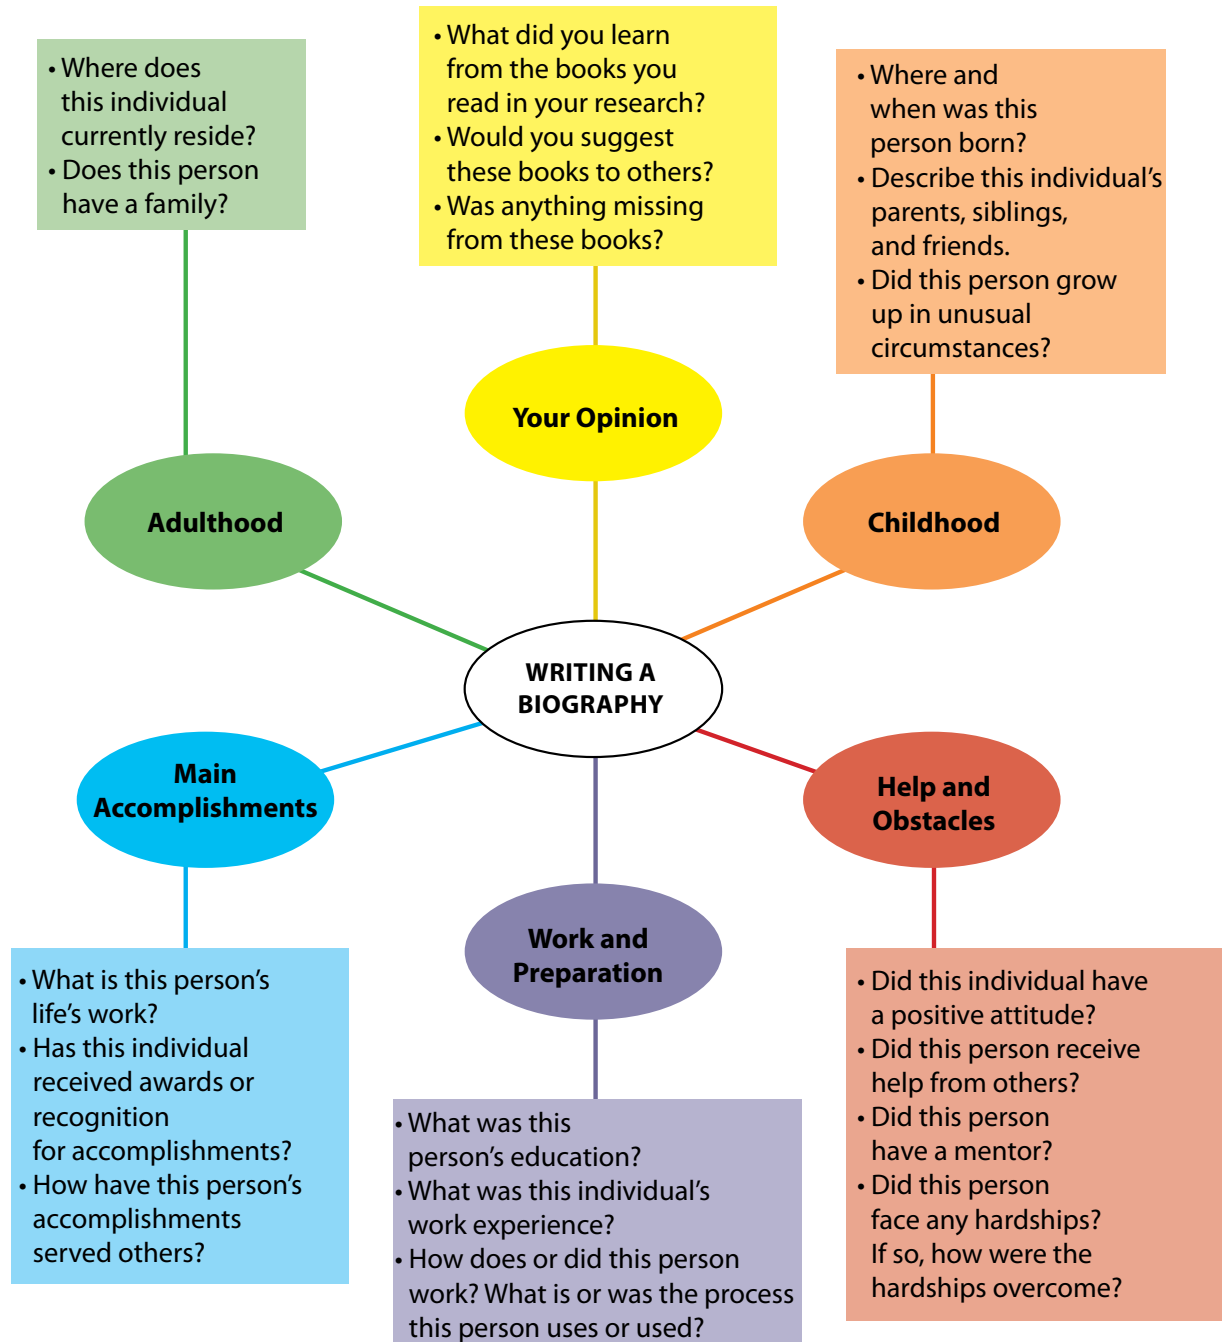 • Where does
this individual
currently reside?
• Does this person
have a family?
• What did you learn
from the books you
read in your research?
• Would you suggest
these books to others?
• Was anything missing
from these books?
• Where and
when was this
person born?
• Describe this individual’s
parents, siblings,
and friends.
• Did this person grow
up in unusual
circumstances?
Adulthood
Your Opinion
Childhood
WRITING A
BIOGRAPHY
Main
Accomplishments
Help and
Obstacles
Work and
Preparation
• What is this person’s
life’s work?
• Has this individual
received awards or
recognition
for accomplishments?
• How have this person’s
accomplishments
served others?
• What was this
person’s education?
• What was this individual’s
work experience?
• How does or did this person
work? What is or was the process
this person uses or used?
• Did this individual have
a positive attitude?
• Did this person receive
help from others?
• Did this person
have a mentor?
• Did this person
face any hardships?
If so, how were the
hardships overcome?